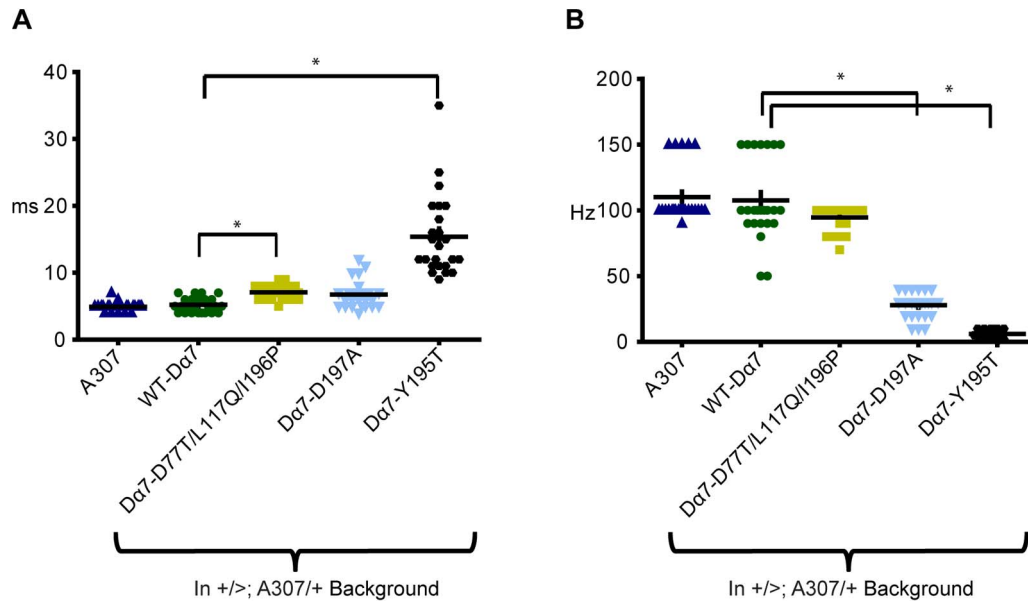 A
*
40
30
ms
20
*
10
0
A307
WT-Dα7
Dα7-D77T/L117Q/I196P
Dα7-D197A
Dα7-Y195T
In +/>; A307/+ Background
B
200
*
*
150
Hz
100
50
0
A307
WT-Dα7
Dα7-D77T/L117Q/I196P
Dα7-D197A
Dα7-Y195T
In +/>; A307/+ Background